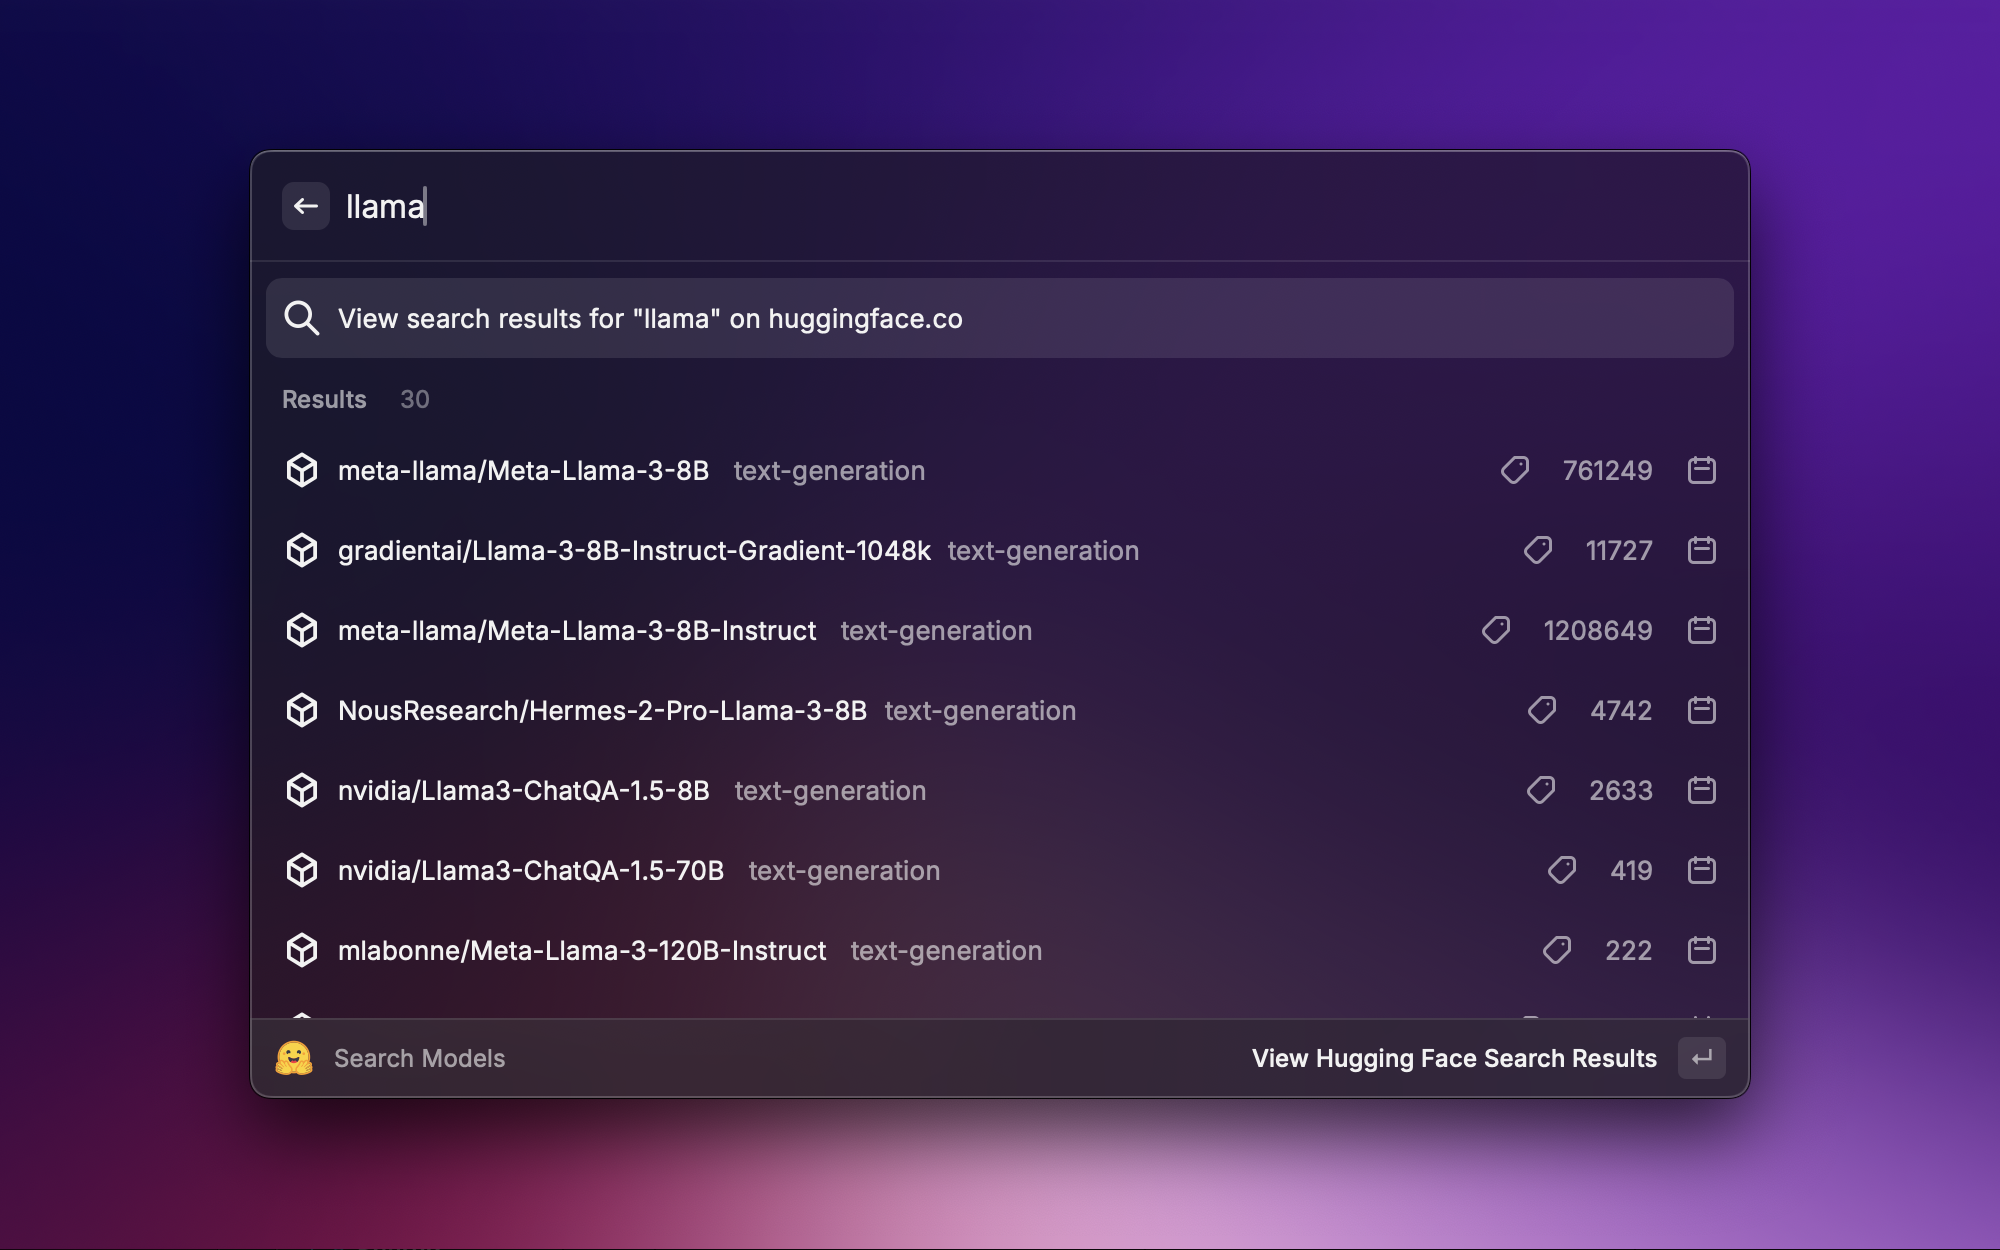 llama
View search results for "llama" on huggingface.co
Results 30
meta-llama/Meta-Llama-3-8B text-generation 761249
gradientai/Llama-3-8B-Instruct-Gradient-1048k text-generation 11727
meta-llama/Meta-Llama-3-8B-Instruct text-generation 1208649
NousResearch/Hermes-2-Pro-Llama-3-8B text-generation 4742
nvidia/Llama3-ChatQA-1.5-8B text-generation 2633
nvidia/Llama3-ChatQA-1.5-70B text-generation 419
mlabonne/Meta-Llama-3-120B-Instruct text-generation 222
Search Models View Hugging Face Search Results